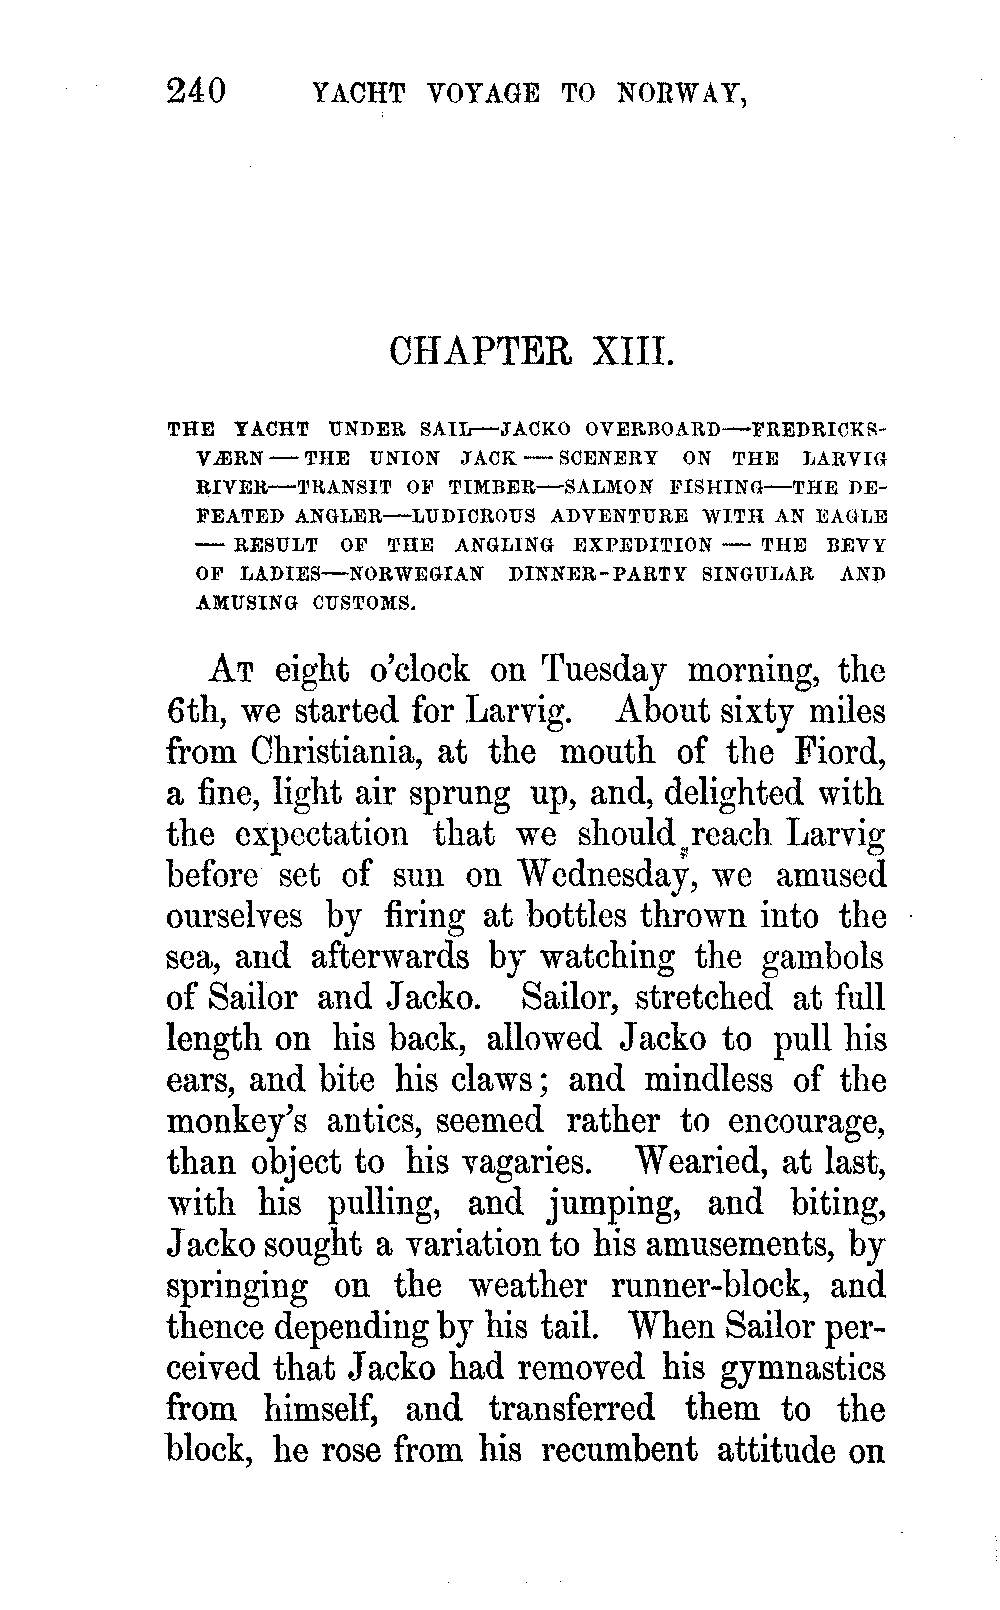 240 YACHT VOYAGE TO NORWAY,
CHAPTER XIII.
THE YACHT UNDER SAIL—JACKO OVERBOARD—FREDRICKS-
VÆRN—THE UNION JACK—SCENERY ON THE LARVIG
RIVER—TRANSIT OF TIMBER—SALMON FISHING—THE DE-
FEATED ANGLER—LUDICROUS ADVENTURE WITH AN EAGLE
— RESULT OF THE ANGLING EXPEDITION — THE BEVY
OF LADIES—NORWEGIAN DINNER-PARTY SINGULAR AND
AMUSING CUSTOMS.
AT eight o'clock on Tuesday morning, the
6th, we started for Larvig. About sixty miles
from Christiania, at the mouth of the Fiord,
a fine, light air sprung up, and, delighted with
the expectation that we should reach Larvig
before set of sun on Wednesday, we amused
ourselves by firing at bottles thrown into the
sea, and afterwards by watching the gambols
of Sailor and Jacko. Sailor, stretched at full
length on his back, allowed Jacko to pull his
ears, and bite his claws; and mindless of the
monkey's antics, seemed rather to encourage,
than object to his vagaries. Wearied, at last,
with his pulling, and jumping, and biting,
Jacko sought a variation to his amusements, by
springing on the weather runner-block, and
thence depending by his tail. When Sailor per-
ceived that Jacko had removed his gymnastics
from himself, and transferred them to the
block, he rose from his recumbent attitude on